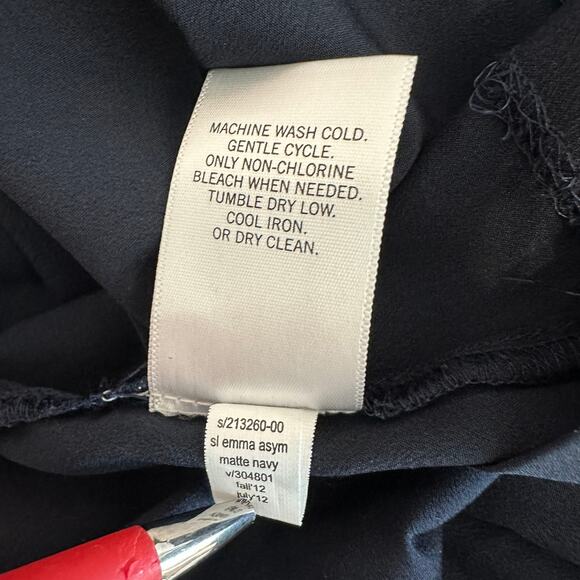 MACHINE WASH COLD.
GENTLE CYCLE.
ONLY NON-CHLORINE
BLEACH WHEN NEEDED.
TUMBLE DRY LOW.
COOL IRON.
OR DRY CLEAN.
s/213260-00
sl emma asym
matte navy
v/304801
fall'12
july'12